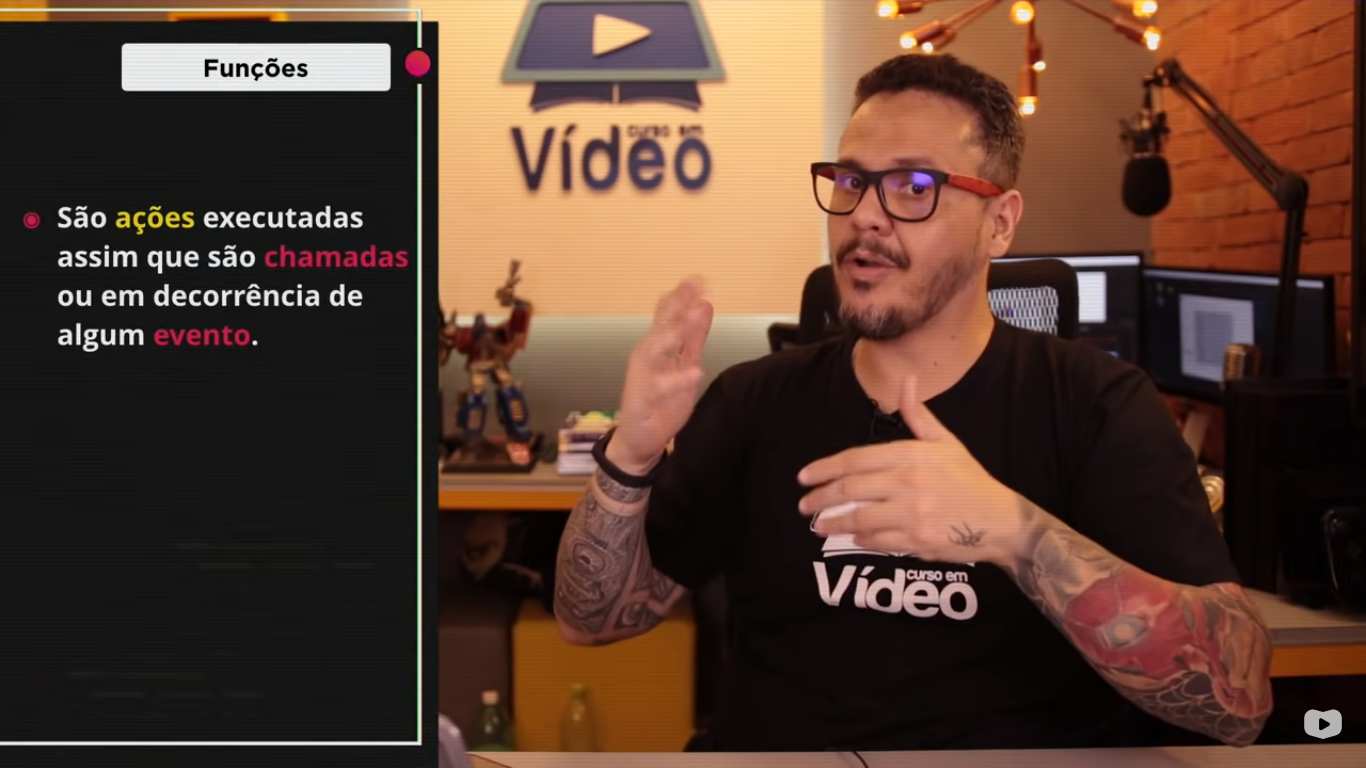 Funções
São ações executadas
assim que são chamadas
ou em decorrência de
algum evento.
curso em
Vídeo
curso em
Vídeo